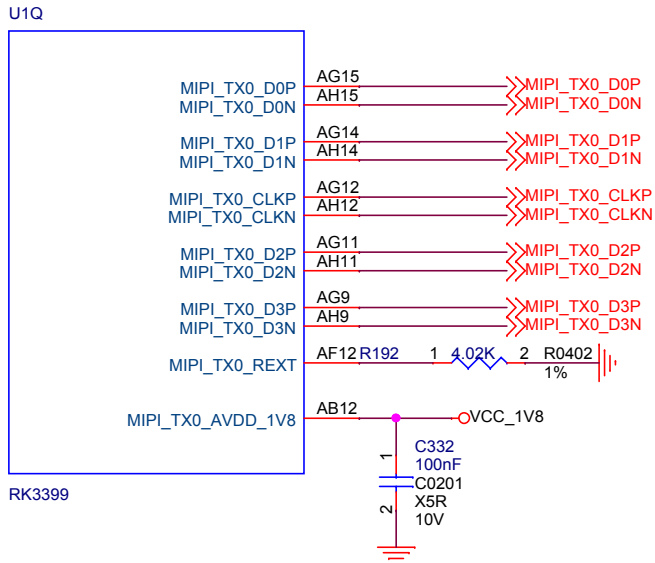 U1Q
MIPI_TX0_D0P AG15 MIPI_TX0_D0P
MIPI_TX0_D0N AH15 MIPI_TX0_D0N
MIPI_TX0_D1P AG14 MIPI_TX0_D1P
MIPI_TX0_D1N AH14 MIPI_TX0_D1N
MIPI_TX0_CLKP AG12 MIPI_TX0_CLKP
MIPI_TX0_CLKN AH12 MIPI_TX0_CLKN
MIPI_TX0_D2P AG11 MIPI_TX0_D2P
MIPI_TX0_D2N AH11 MIPI_TX0_D2N
MIPI_TX0_D3P AG9 MIPI_TX0_D3P
MIPI_TX0_D3N AH9 MIPI_TX0_D3N
MIPI_TX0_REXT AF12 R192 1 4.02K 2 R0402
1%
MIPI_TX0_AVDD_1V8 AB12 VCC_1V8
1 C332
100nF
C0201
2 X5R
10V
RK3399